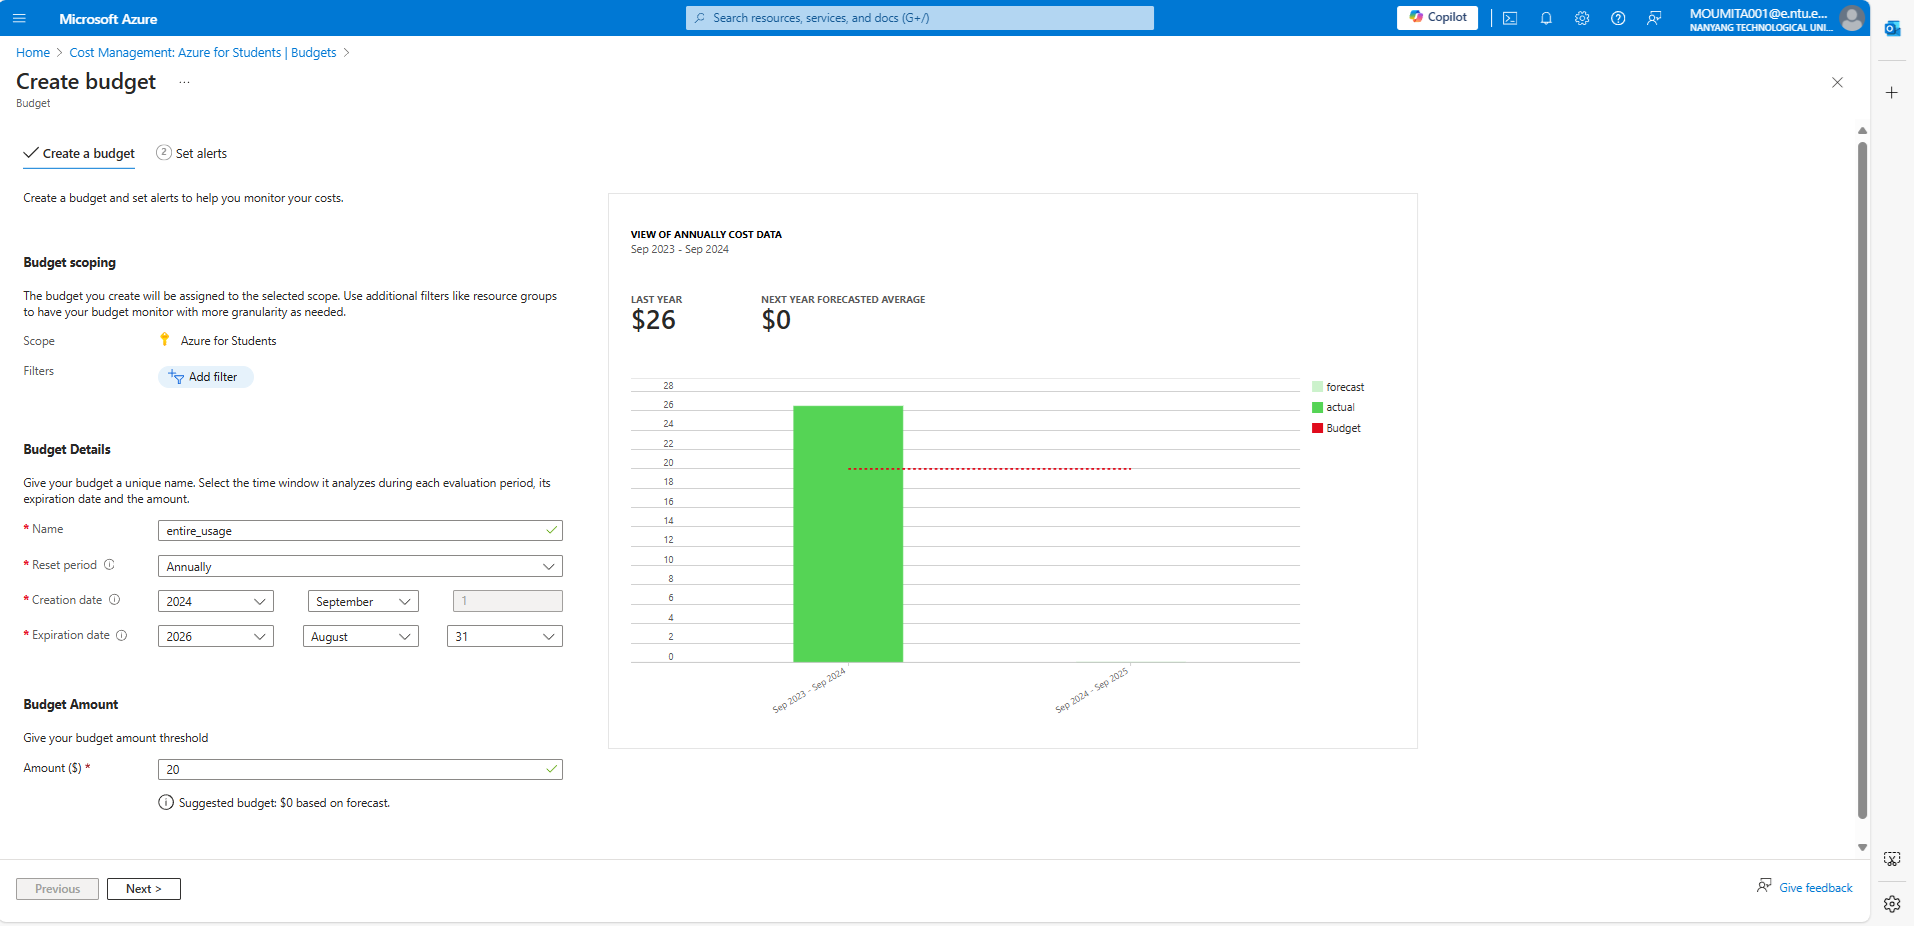 Microsoft Azure
Search resources, services, and docs (G+/)
Copilot
MOUMITA001@e.ntu.e...
NANYANG TECHNOLOGICAL UNI...
Home > Cost Management: Azure for Students | Budgets >
Create budget ...
Budget
Create a budget
2 Set alerts
Create a budget and set alerts to help you monitor your costs.
Budget scoping
The budget you create will be assigned to the selected scope. Use additional filters like resource groups
to have your budget monitor with more granularity as needed.
Scope Azure for Students
Filters Add filter
Budget Details
Give your budget a unique name. Select the time window it analyzes during each evaluation period, its
expiration date and the amount.
* Name entire_usage
* Reset period Annually
* Creation date 2024 September 1
* Expiration date 2026 August 31
Budget Amount
Give your budget amount threshold
Amount ($) * 20
Suggested budget: $0 based on forecast.
VIEW OF ANNUALLY COST DATA
Sep 2023 - Sep 2024
LAST YEAR NEXT YEAR FORECASTED AVERAGE
$26 $0
28
26
24
22
20
18
16
14
12
10
8
6
4
2
0
Sep 2023 - Sep 2024
Sep 2024 - Sep 2025
forecast
actual
Budget
Previous
Next >
Give feedback